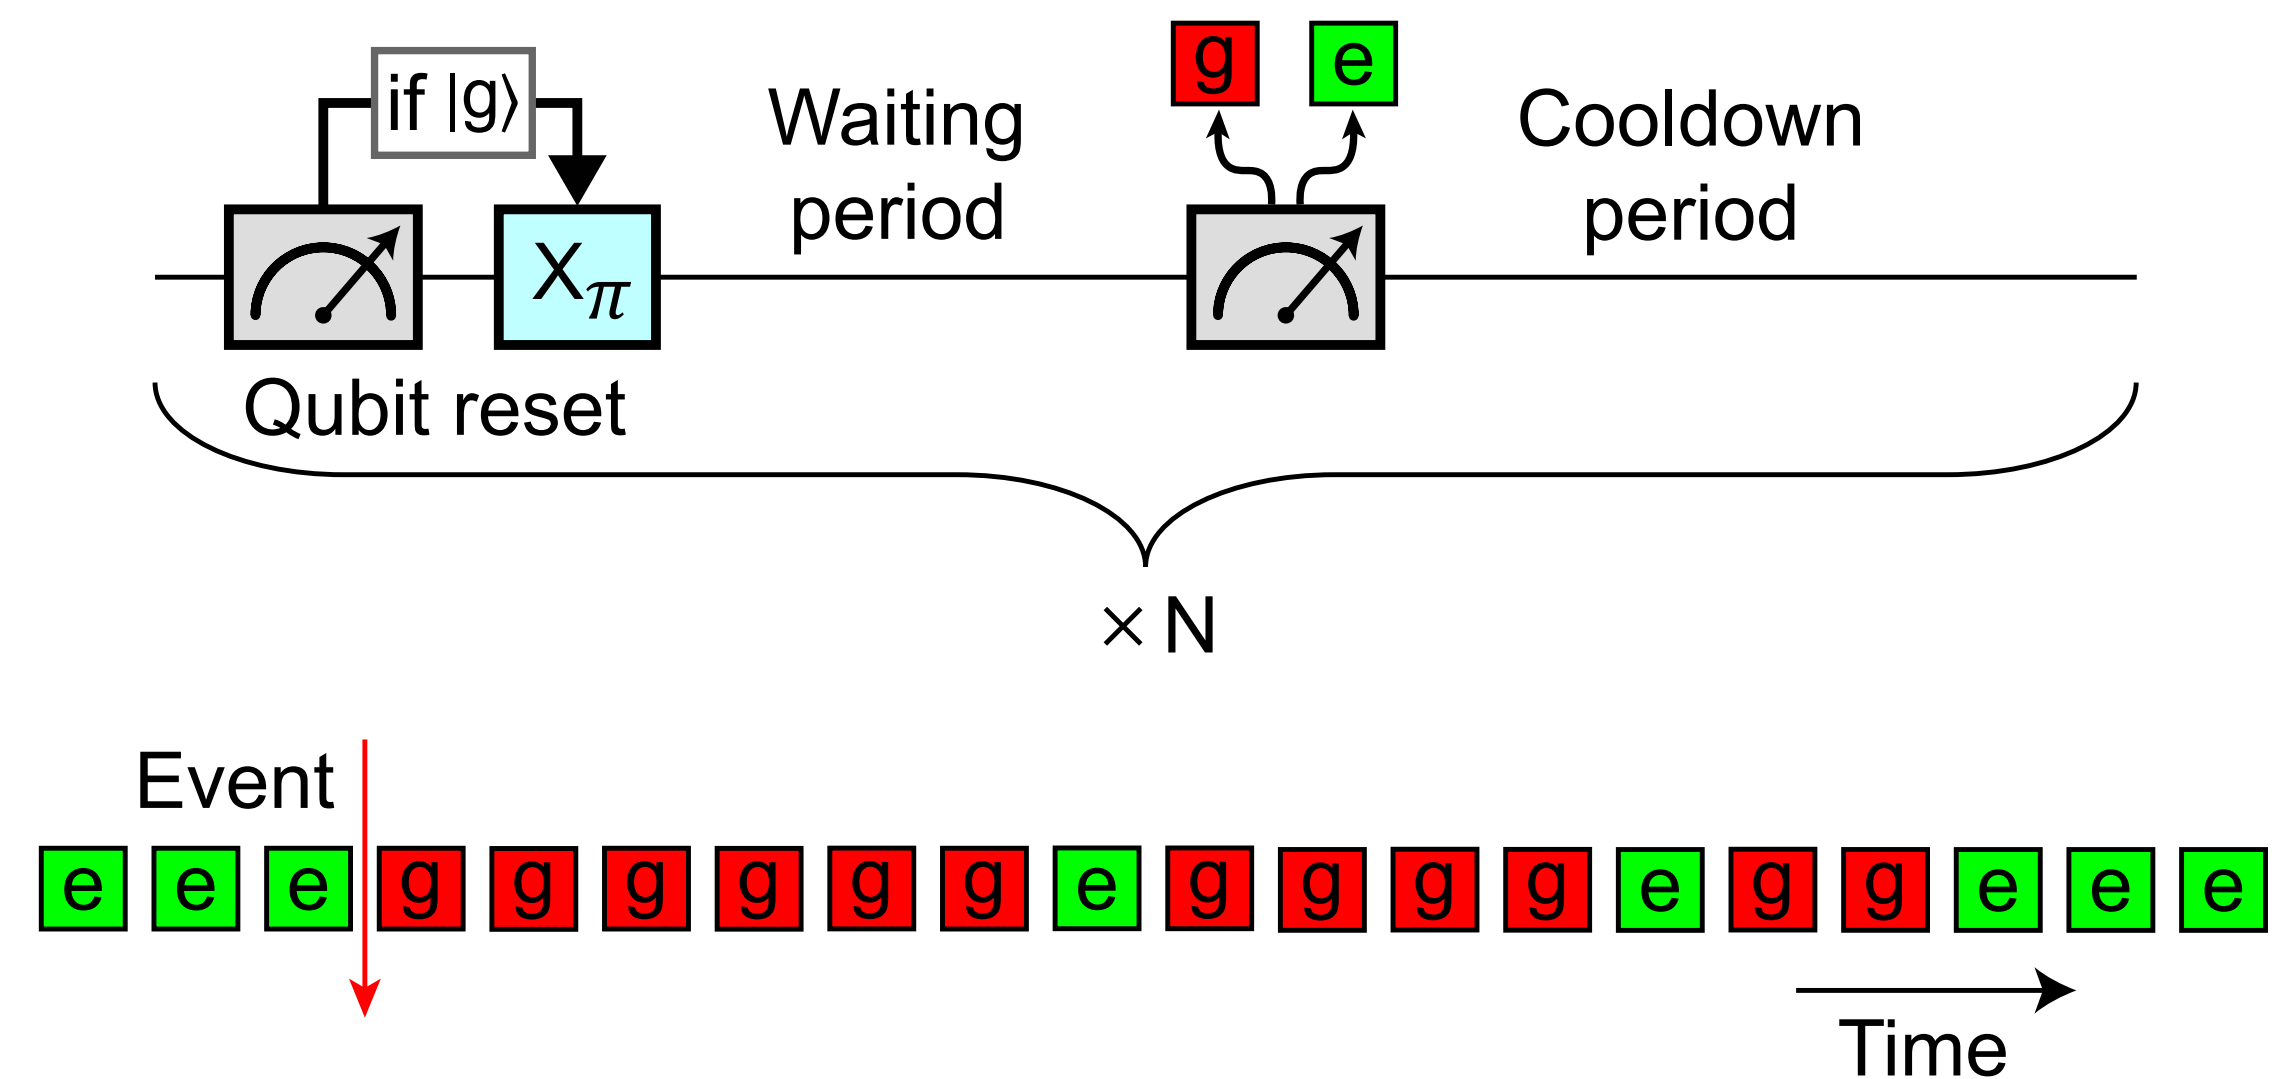 if |g⟩
g e
Waiting
period
Cooldown
period
X𝜋
Qubit reset
× N
Event
e e e g g g g g g e g g g g e g g e e e
Time